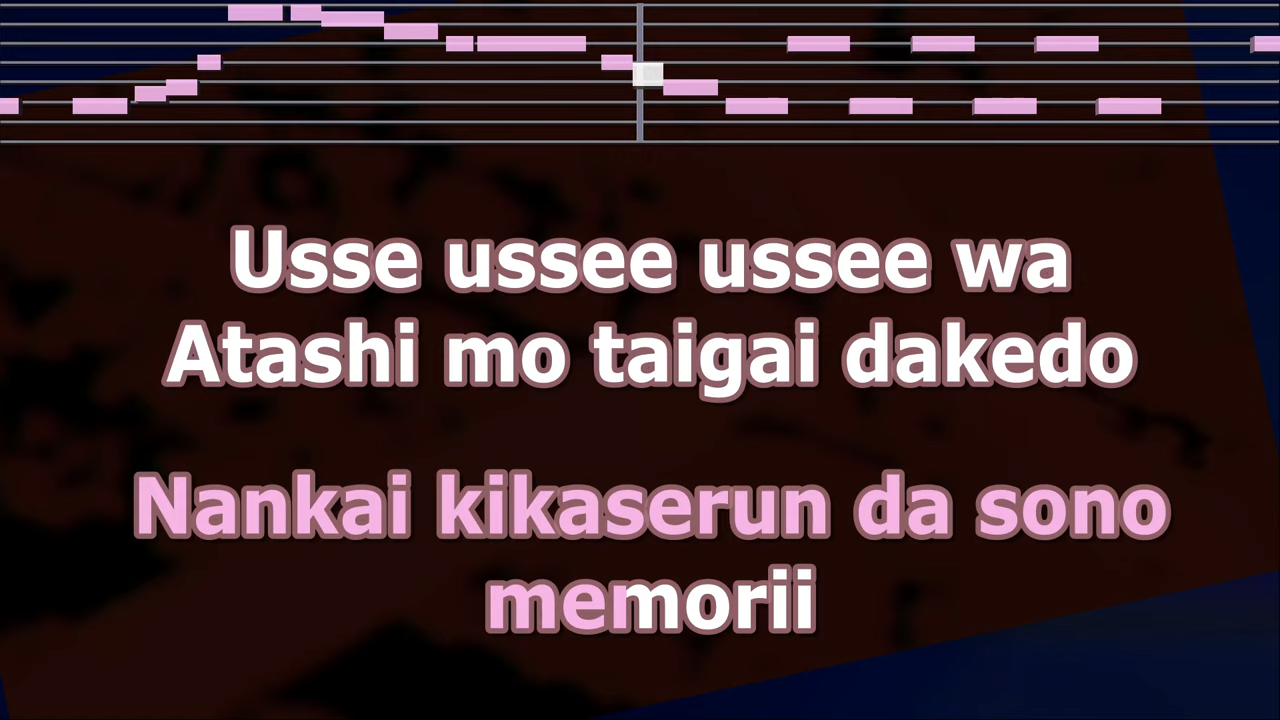 Usse ussee ussee wa
Atashi mo taigai dakedo
Nankai kikaserun da sono
memorii